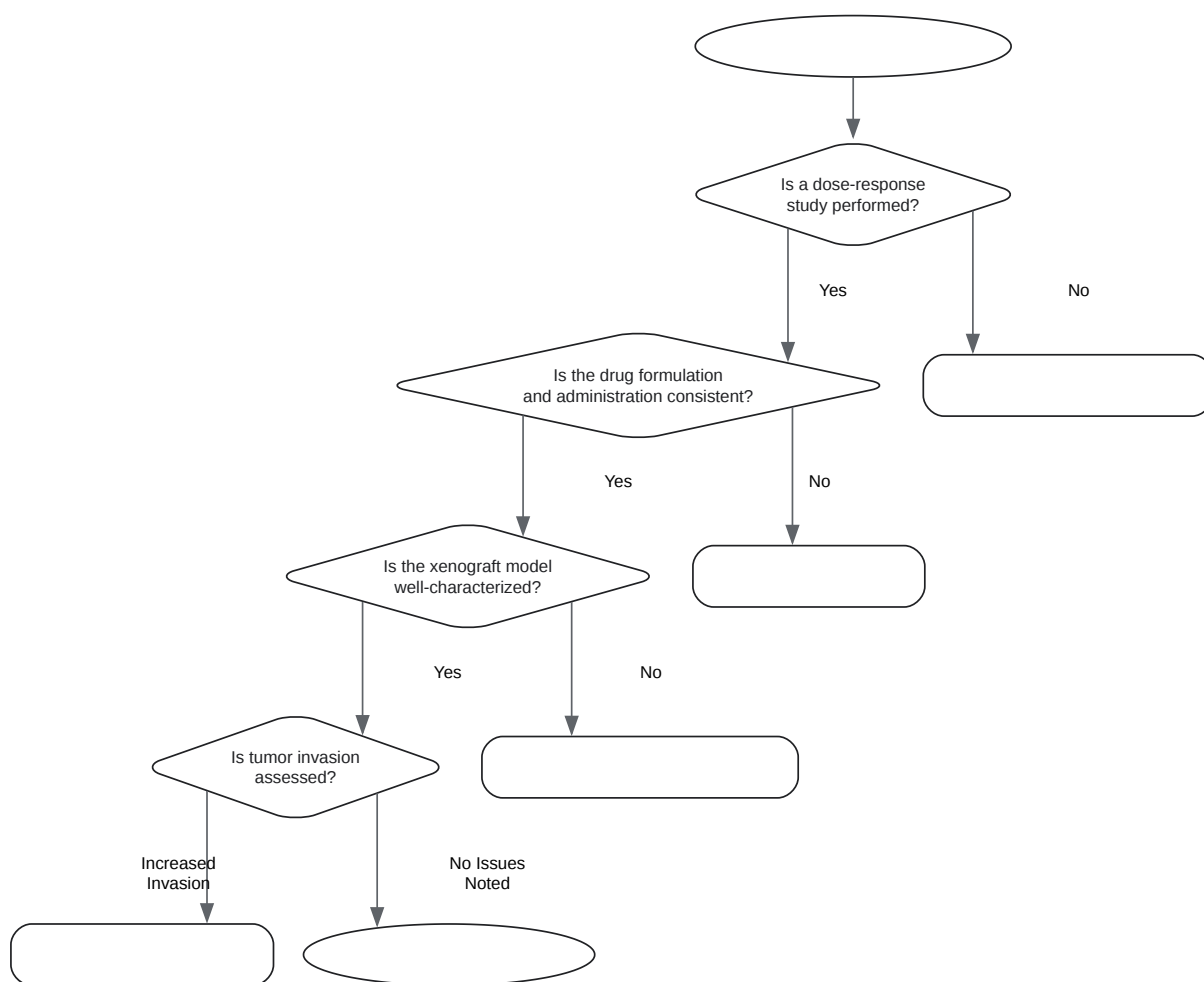 Is a dose-response
study performed?
Yes
No
Is the drug formulation
and administration consistent?
Yes
No
Is the xenograft model
well-characterized?
Yes
No
Is tumor invasion
assessed?
Increased
Invasion
No Issues
Noted